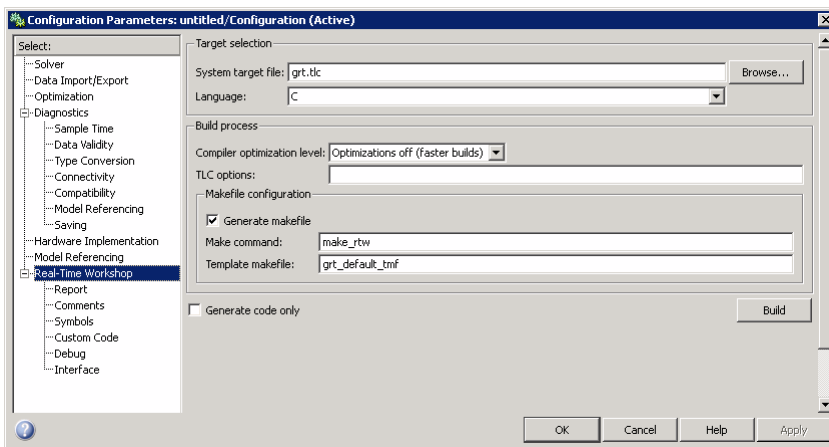 Configuration Parameters: untitled/Configuration (Active)
Select:
Solver
Data Import/Export
Optimization
Diagnostics
Sample Time
Data Validity
Type Conversion
Connectivity
Compatibility
Model Referencing
Saving
Hardware Implementation
Model Referencing
Real-Time Workshop
Report
Comments
Symbols
Custom Code
Debug
Interface
Target selection
System target file: grt.tlc Browse...
Language: C
Build process
Compiler optimization level: Optimizations off (faster builds)
TLC options:
Makefile configuration
Generate makefile
Make command: make_rtw
Template makefile: grt_default_tmf
Generate code only Build
OK Cancel Help Apply